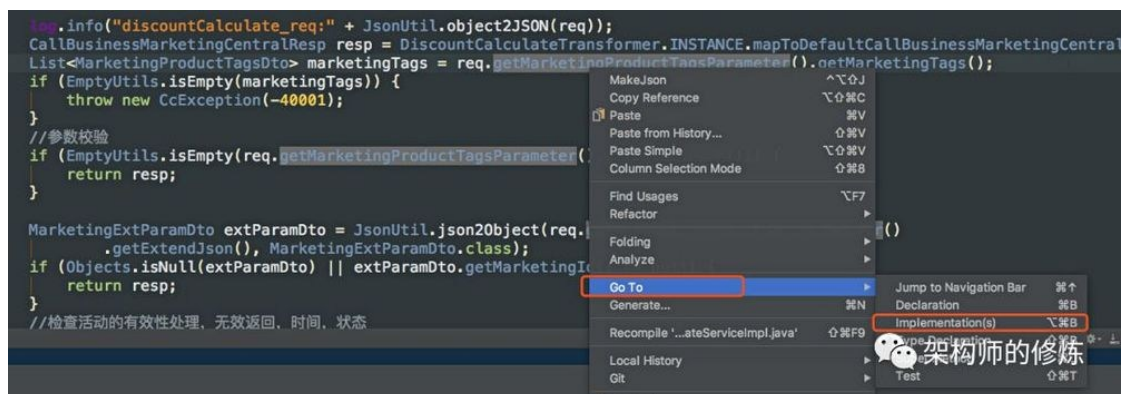 log.info("discountCalculate_req:" + JsonUtil.object2JSON(req));
CallBusinessMarketingCentralResp resp = DiscountCalculateTransformer.INSTANCE.mapToDefaultCallBusinessMarketingCentral
List<MarketingProductTagsDto> marketingTags = req.getMarketingProductTagsParameter().getMarketingTags();
if (EmptyUtils.isEmpty(marketingTags)) {
throw new CcException(-40001);
}
//参数校验
if (EmptyUtils.isEmpty(req.getMarketingProductTagsParameter(
return resp;
}
MarketingExtParamDto extParamDto = JsonUtil.json2Object(req.
()
.getExtendJson(), MarketingExtParamDto.class);
if (Objects.isNull(extParamDto) || extParamDto.getMarketingI
return resp;
}
//检查活动的有效性处理，无效返回，时间，状态
MakeJson ^⌥⇧J
Copy Reference ⌥⇧⌘C
Paste ⌘V
Paste from History... ⇧⌘V
Paste Simple ⌥⇧⌘V
Column Selection Mode ⇧⌘8
Find Usages ⌥F7
Refactor
Folding
Analyze
Go To
Generate... ⌘N
Recompile '...ateServiceImpl.java' ⇧⌘F9
Local History
Git
Jump to Navigation Bar ⌘↑
Declaration ⌘B
Implementation(s) ⌥⌘B
Type Declaration ⇧⌘B
架构师的修炼
Test ⇧⌘T